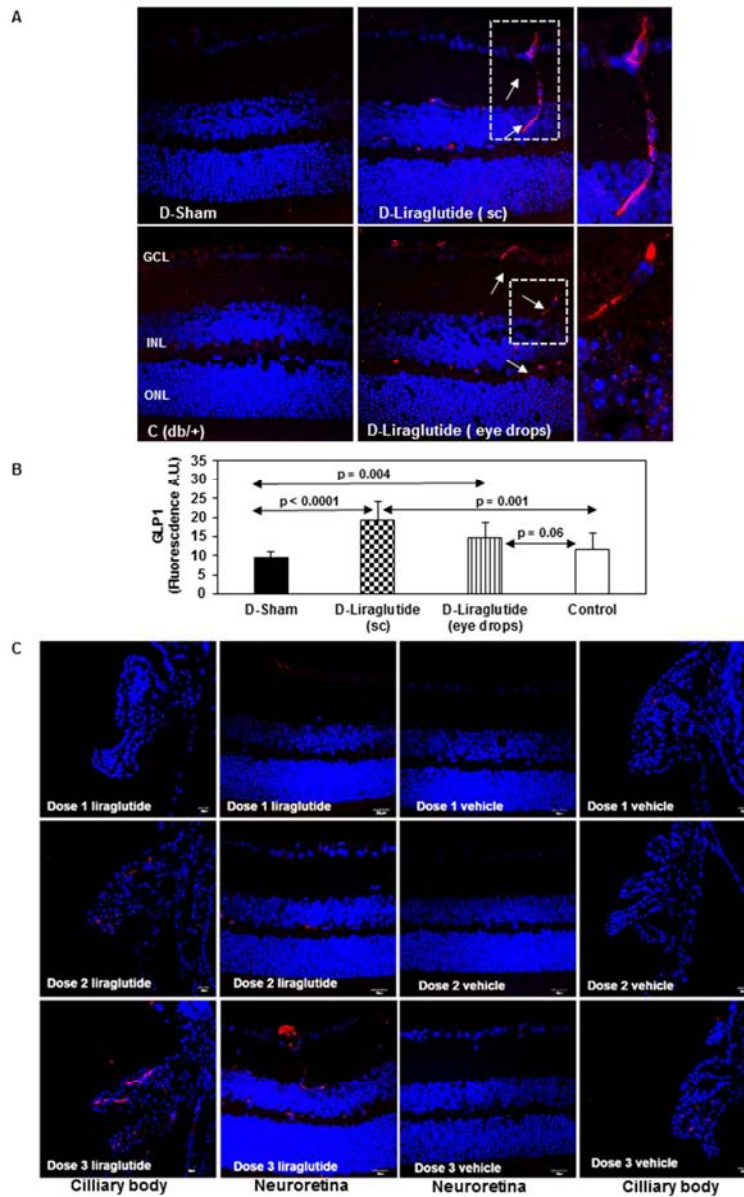 A
D-Sham
D-Liraglutide ( sc)
GCL
INL
ONL
C (db/+)
D-Liraglutide ( eye drops)
B
GLP1
(Fluorescdence A.U.)
35
30
25
20
15
10
5
0
p = 0.004
p < 0.0001
p = 0.001
p = 0.06
D-Sham
D-Liraglutide
(sc)
D-Liraglutide
(eye drops)
Control
C
Dose 1 liraglutide
Dose 1 liraglutide
Dose 1 vehicle
Dose 1 vehicle
Dose 2 liraglutide
Dose 2 liraglutide
Dose 2 vehicle
Dose 2 vehicle
Dose 3 liraglutide
Dose 3 liraglutide
Dose 3 vehicle
Dose 3 vehicle
Cilliary body
Neuroretina
Neuroretina
Cilliary body